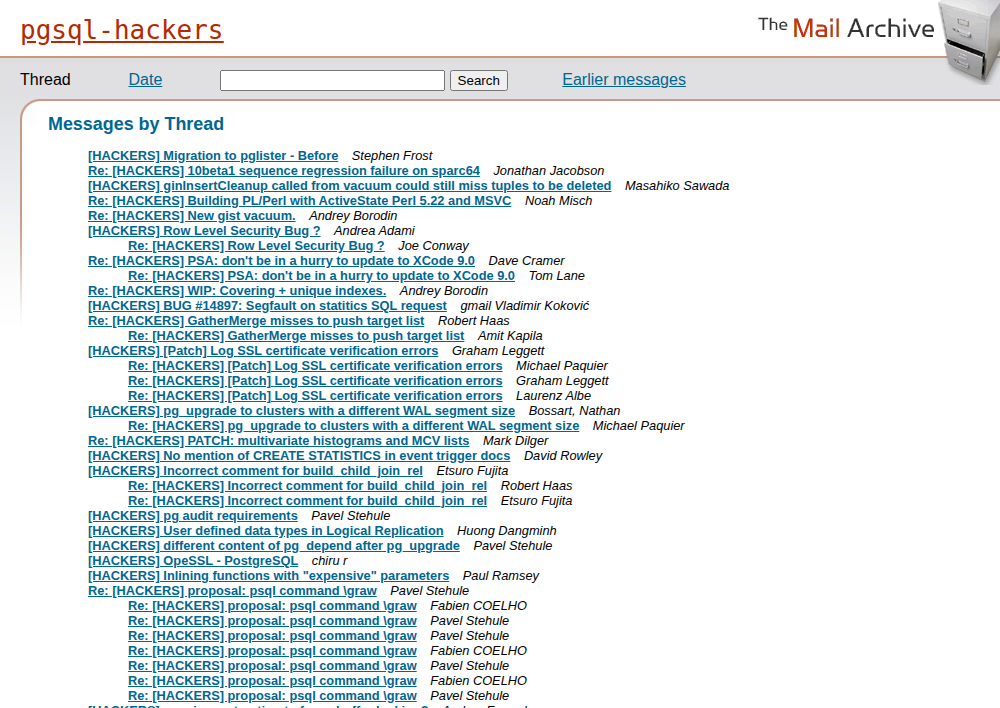 pgsql-hackers
The Mail Archive
Thread Date Search Earlier messages
Messages by Thread
[HACKERS] Migration to pglister - Before Stephen Frost
Re: [HACKERS] 10beta1 sequence regression failure on sparc64 Jonathan Jacobson
[HACKERS] ginInsertCleanup called from vacuum could still miss tuples to be deleted Masahiko Sawada
Re: [HACKERS] Building PL/Perl with ActiveState Perl 5.22 and MSVC Noah Misch
Re: [HACKERS] New gist vacuum. Andrey Borodin
[HACKERS] Row Level Security Bug ? Andrea Adami
Re: [HACKERS] Row Level Security Bug ? Joe Conway
Re: [HACKERS] PSA: don't be in a hurry to update to XCode 9.0 Dave Cramer
Re: [HACKERS] PSA: don't be in a hurry to update to XCode 9.0 Tom Lane
Re: [HACKERS] WIP: Covering + unique indexes. Andrey Borodin
[HACKERS] BUG #14897: Segfault on statitics SQL request gmail Vladimir Koković
Re: [HACKERS] GatherMerge misses to push target list Robert Haas
Re: [HACKERS] GatherMerge misses to push target list Amit Kapila
[HACKERS] [Patch] Log SSL certificate verification errors Graham Leggett
Re: [HACKERS] [Patch] Log SSL certificate verification errors Michael Paquier
Re: [HACKERS] [Patch] Log SSL certificate verification errors Graham Leggett
Re: [HACKERS] [Patch] Log SSL certificate verification errors Laurenz Albe
[HACKERS] pg_upgrade to clusters with a different WAL segment size Bossart, Nathan
Re: [HACKERS] pg_upgrade to clusters with a different WAL segment size Michael Paquier
Re: [HACKERS] PATCH: multivariate histograms and MCV lists Mark Dilger
[HACKERS] No mention of CREATE STATISTICS in event trigger docs David Rowley
[HACKERS] Incorrect comment for build_child_join_rel Etsuro Fujita
Re: [HACKERS] Incorrect comment for build_child_join_rel Robert Haas
Re: [HACKERS] Incorrect comment for build_child_join_rel Etsuro Fujita
[HACKERS] pg audit requirements Pavel Stehule
[HACKERS] User defined data types in Logical Replication Huong Dangminh
[HACKERS] different content of pg_depend after pg_upgrade Pavel Stehule
[HACKERS] OpeSSL - PostgreSQL chiru r
[HACKERS] Inlining functions with "expensive" parameters Paul Ramsey
Re: [HACKERS] proposal: psql command \graw Pavel Stehule
Re: [HACKERS] proposal: psql command \graw Fabien COELHO
Re: [HACKERS] proposal: psql command \graw Pavel Stehule
Re: [HACKERS] proposal: psql command \graw Pavel Stehule
Re: [HACKERS] proposal: psql command \graw Fabien COELHO
Re: [HACKERS] proposal: psql command \graw Pavel Stehule
Re: [HACKERS] proposal: psql command \graw Fabien COELHO
Re: [HACKERS] proposal: psql command \graw Pavel Stehule